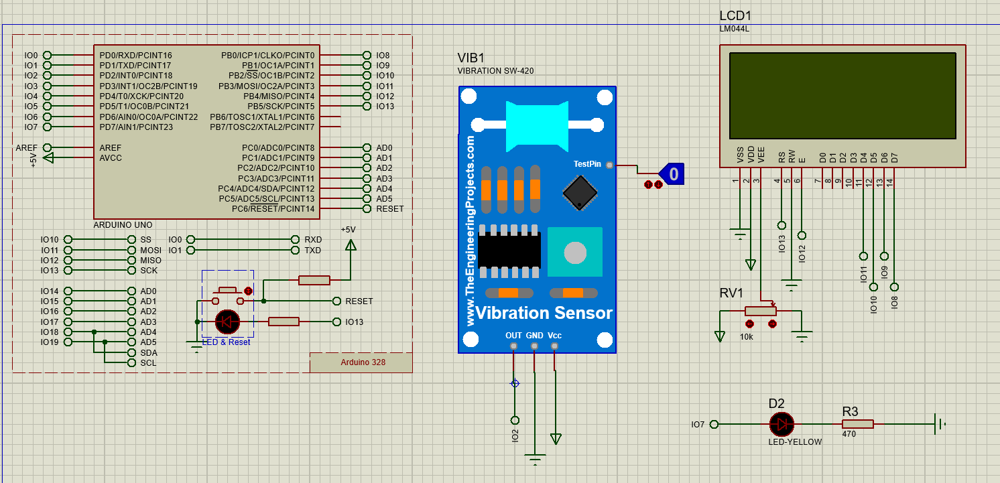 LCD1
LM044L
VSS
VDD
VEE
RS
RW
E
D0
D1
D2
D3
D4
D5
D6
D7
1
2
3
4
5
6
7
8
9
10
11
12
13
14
IO13
IO12
IO11
IO10
IO9
IO8
RV1
10k
VIB1
VIBRATION SW-420
TestPin
0
www.TheEngineeringProjects.com
Vibration Sensor
OUT GND Vcc
IO2
IO0 PD0/RXD/PCINT16 PB0/ICP1/CLKO/PCINT0 IO8
IO1 PD1/TXD/PCINT17 PB1/OC1A/PCINT1 IO9
IO2 PD2/INT0/PCINT18 PB2/SS/OC1B/PCINT2 IO10
IO3 PD3/INT1/OC2B/PCINT19 PB3/MOSI/OC2A/PCINT3 IO11
IO4 PD4/T0/XCK/PCINT20 PB4/MISO/PCINT4 IO12
IO5 PD5/T1/OC0B/PCINT21 PB5/SCK/PCINT5 IO13
IO6 PD6/AIN0/OC0A/PCINT22 PB6/TOSC1/XTAL1/PCINT6
IO7 PD7/AIN1/PCINT23 PB7/TOSC2/XTAL2/PCINT7
AREF AREF PC0/ADC0/PCINT8 AD0
+5V AVCC PC1/ADC1/PCINT9 AD1
PC2/ADC2/PCINT10 AD2
PC3/ADC3/PCINT11 AD3
PC4/ADC4/SDA/PCINT12 AD4
PC5/ADC5/SCL/PCINT13 AD5
PC6/RESET/PCINT14 RESET
ARDUINO UNO
IO10 SS IO0 RXD
IO11 MOSI IO1 TXD
IO12 MISO
IO13 SCK
+5V
IO14 AD0
IO15 AD1
IO16 AD2
IO17 AD3
IO18 AD4
IO19 AD5
SDA
SCL
RESET
IO13
LED & Reset
Arduino 328
D2
LED-YELLOW
IO7
R3
470